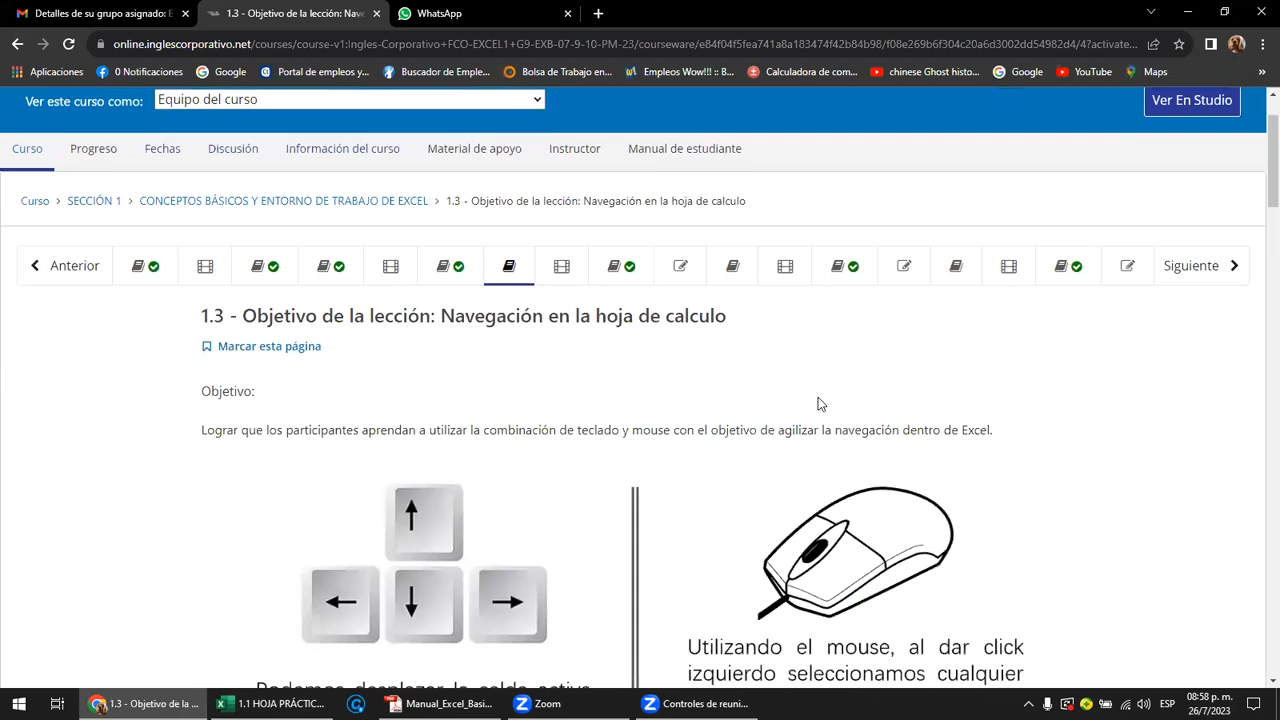 Detalles de su grupo asignado: E
1.3 - Objetivo de la lección: Nave
WhatsApp
online.inglescorporativo.net/courses/course-v1:Ingles-Corporativo+FCO-EXCEL1+G9-EXB-07-9-10-PM-23/courseware/e84f04f5fea741a8a183474f42b84b98/f08e269b6f304c20a6d3002dd54982d4/4?activate...
Aplicaciones
0 Notificaciones
Google
Portal de empleos y...
Buscador de Emple...
Bolsa de Trabajo en...
Empleos Wow!!! :: B...
Calculadora de com...
chinese Ghost histo...
Google
YouTube
Maps
Ver este curso como:
Equipo del curso
Ver En Studio
Curso
Progreso
Fechas
Discusión
Información del curso
Material de apoyo
Instructor
Manual de estudiante
Curso > SECCIÓN 1 > CONCEPTOS BÁSICOS Y ENTORNO DE TRABAJO DE EXCEL > 1.3 - Objetivo de la lección: Navegación en la hoja de calculo
Anterior
Siguiente
1.3 - Objetivo de la lección: Navegación en la hoja de calculo
Marcar esta página
Objetivo:
Lograr que los participantes aprendan a utilizar la combinación de teclado y mouse con el objetivo de agilizar la navegación dentro de Excel.
Utilizando el mouse, al dar click
izquierdo seleccionamos cualquier
Podemos desplazar la celda activa
1.3 - Objetivo de la ...
1.1 HOJA PRÁCTIC...
Manual_Excel_Basi...
Zoom
Controles de reuni...
ESP
08:58 p. m.
26/7/2023